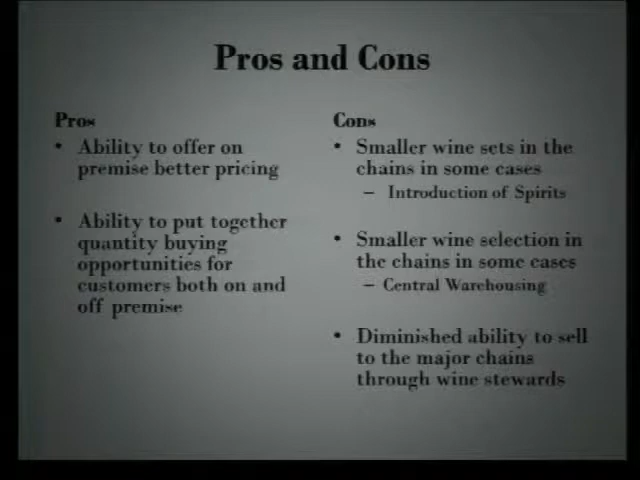 Pros and Cons
Pros
• Ability to offer on
premise better pricing
• Ability to put together
quantity buying
opportunities for
customers both on and
off premise
Cons
• Smaller wine sets in the
chains in some cases
– Introduction of Spirits
• Smaller wine selection in
the chains in some cases
– Central Warehousing
• Diminished ability to sell
to the major chains
through wine stewards